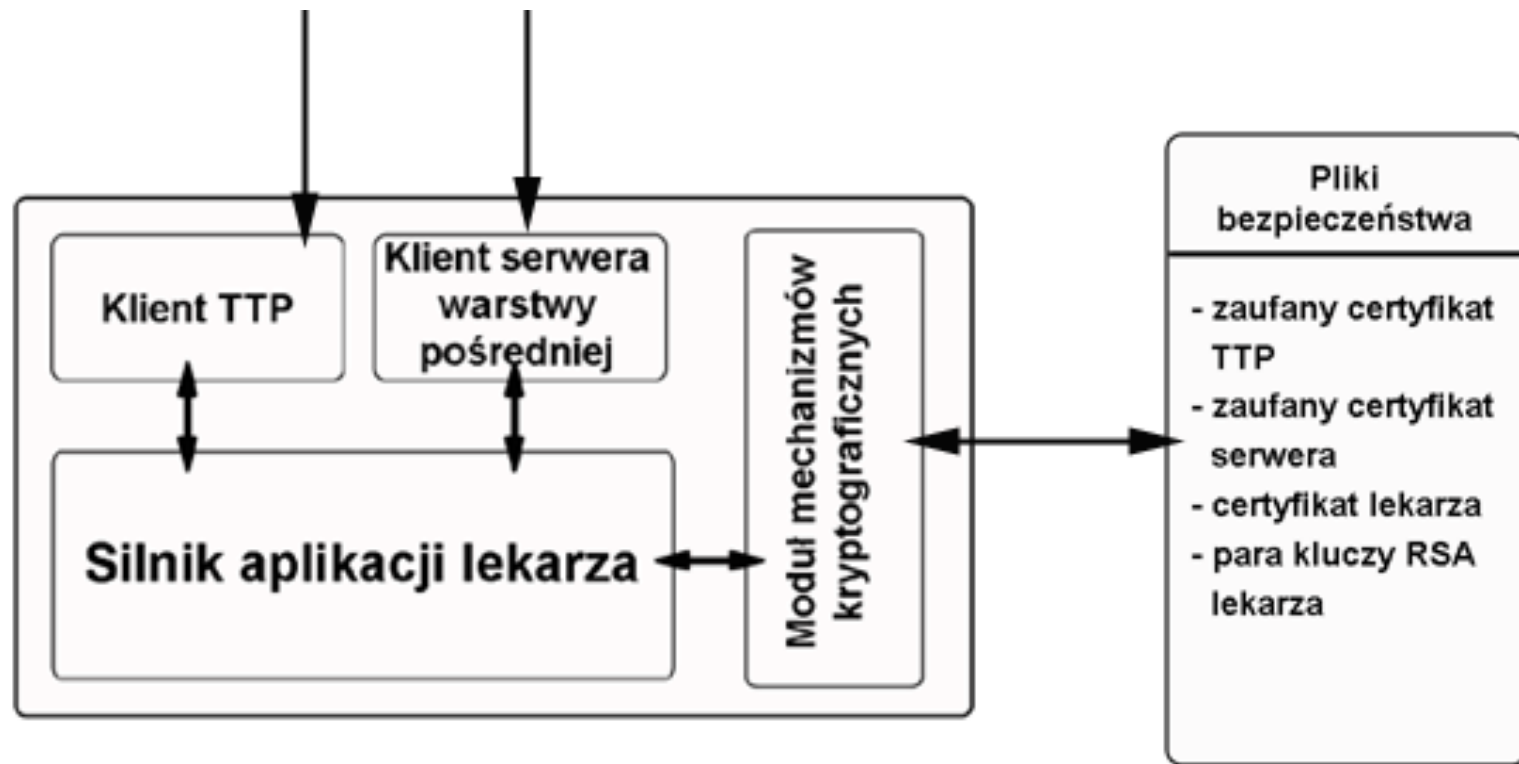 Klient TTP
Klient serwera
warstwy
pośredniej
Silnik aplikacji lekarza
Moduł mechanizmów
kryptograficznych
Pliki
bezpieczeństwa
- zaufany certyfikat
TTP
- zaufany certyfikat
serwera
- certyfikat lekarza
- para kluczy RSA
lekarza